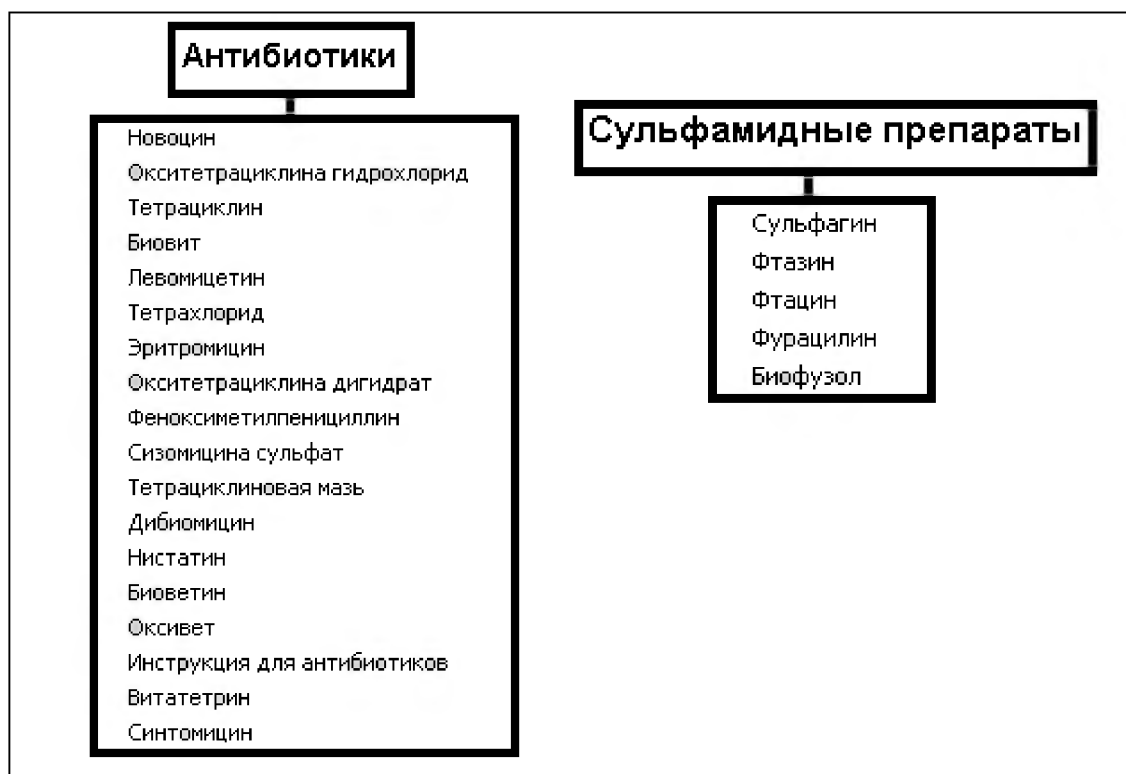 Антибиотики
Новоцин
Окситетрациклина гидрохлорид
Тетрациклин
Биовит
Левомицетин
Тетрахлорид
Эритромицин
Окситетрациклина дигидрат
Феноксиметилпенициллин
Сизомицина сульфат
Тетрациклиновая мазь
Дибиомицин
Нистатин
Биоветин
Оксивет
Инструкция для антибиотиков
Витатетрин
Синтомицин
Сульфамидные препараты
Сульфагин
Фтазин
Фтацин
Фурацилин
Биофузол